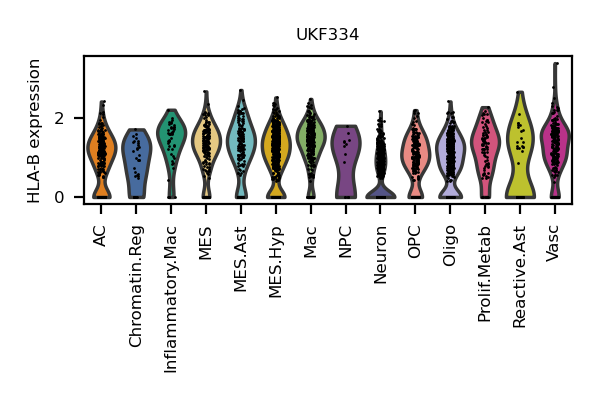 UKF334
HLA-B expression
2
0
AC
Chromatin.Reg
Inflammatory.Mac
MES
MES.Ast
MES.Hyp
Mac
NPC
Neuron
OPC
Oligo
Prolif.Metab
Reactive.Ast
Vasc